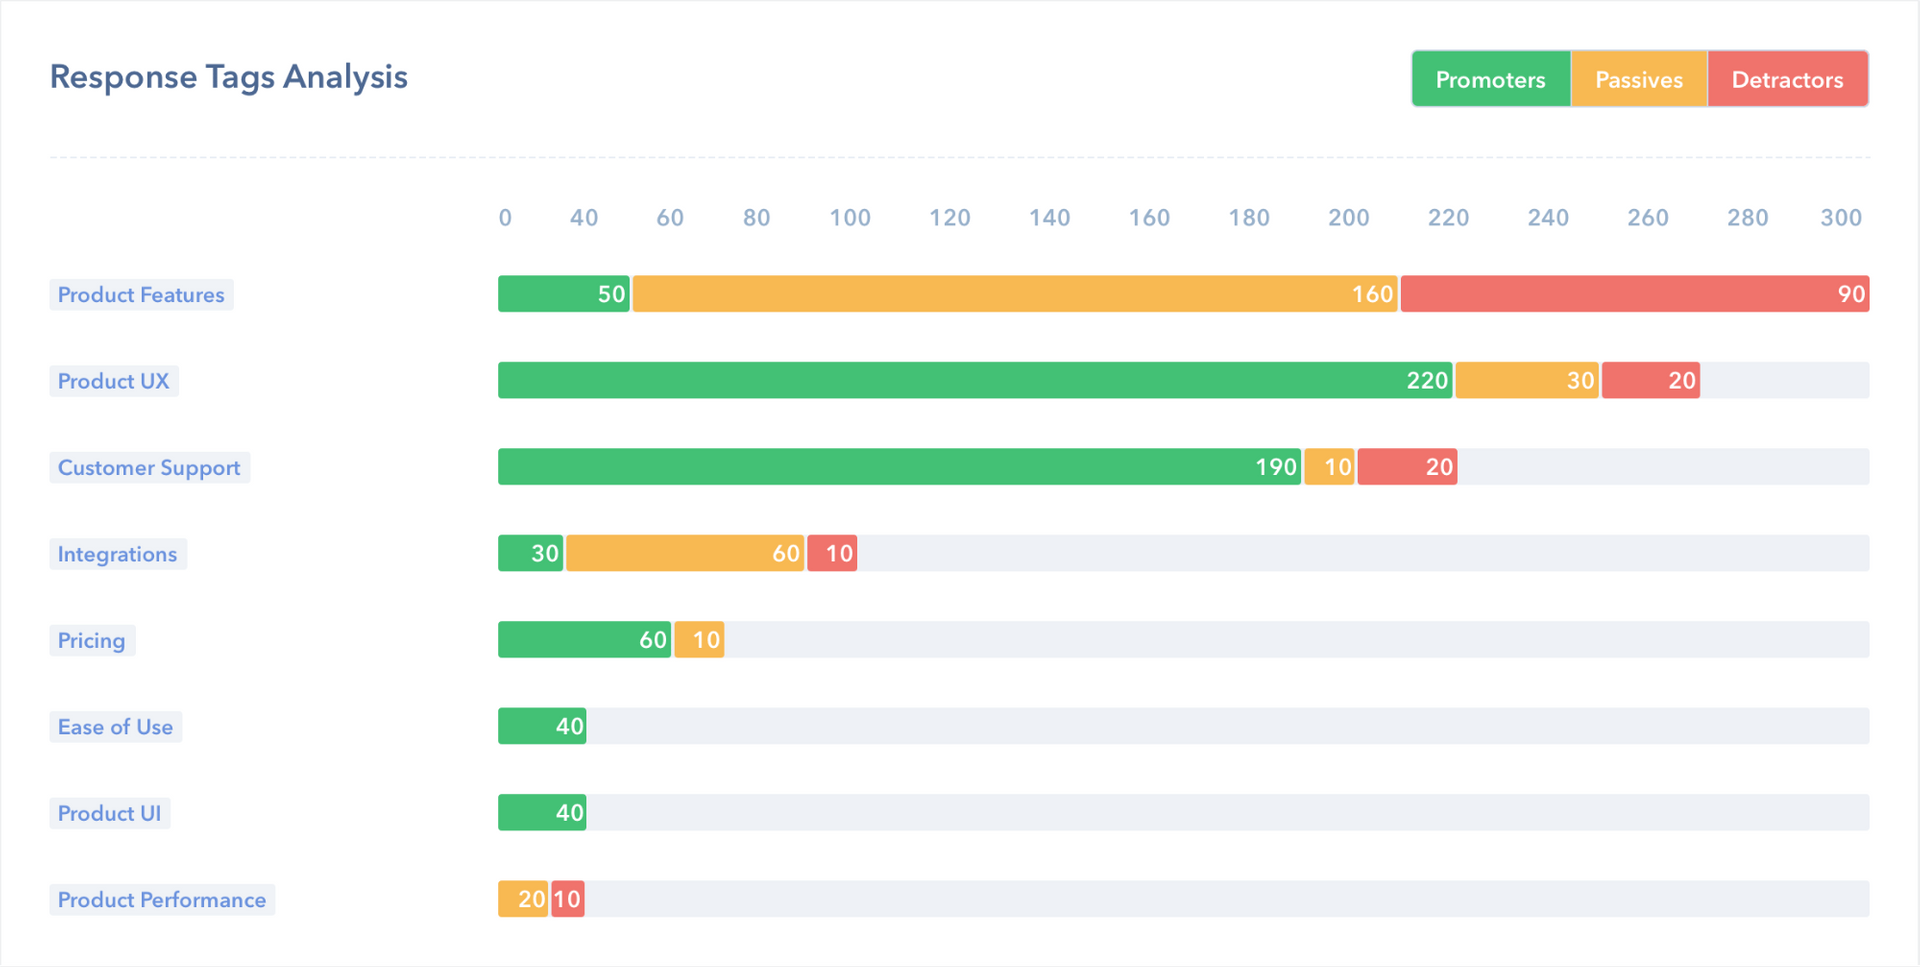 Response Tags Analysis
Promoters Passives Detractors
0 40 60 80 100 120 140 160 180 200 220 240 260 280 300
Product Features 50 160 90
Product UX 220 30 20
Customer Support 190 10 20
Integrations 30 60 10
Pricing 60 10
Ease of Use 40
Product UI 40
Product Performance 20 10